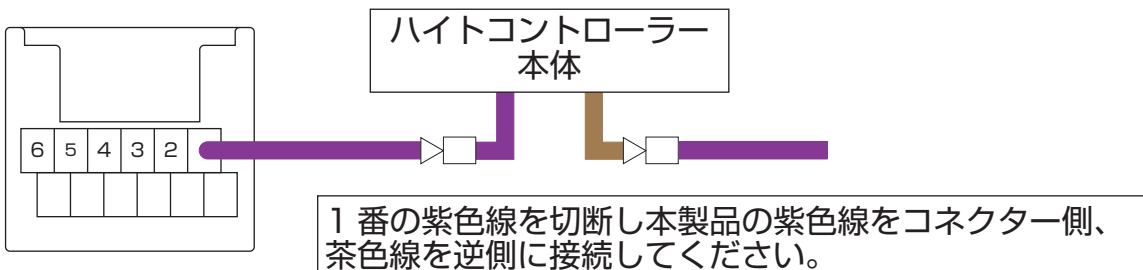 ハイトコントローラー
本体
6 5 4 3 2
1 番の紫色線を切断し本製品の紫色線をコネクター側、
茶色線を逆側に接続してください。